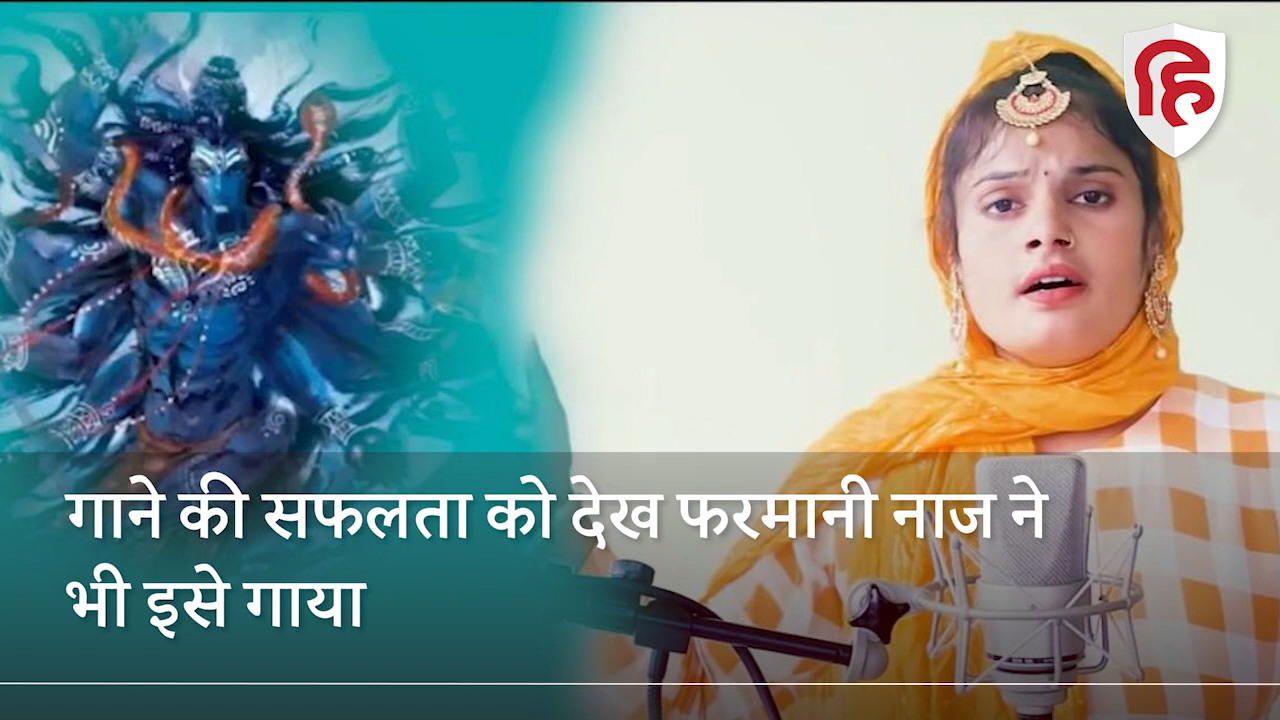 हि
गाने की सफलता को देख फरमानी नाज ने
भी इसे गाया